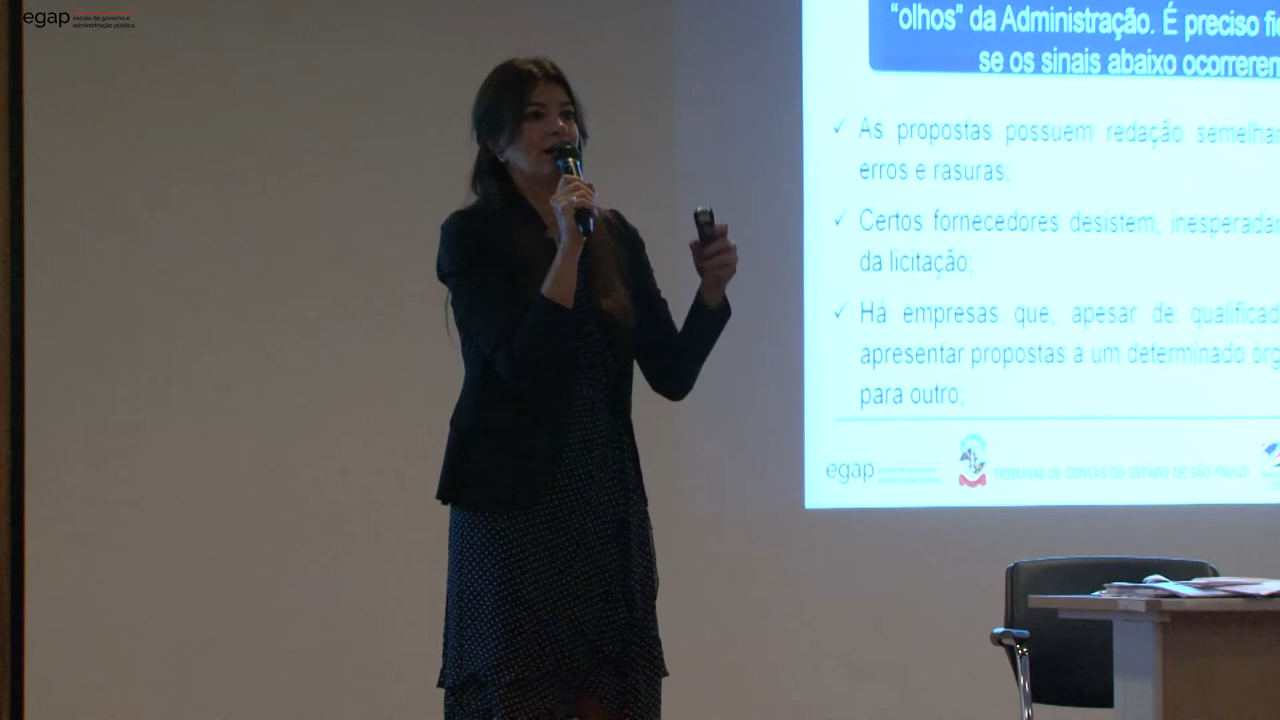 egap escola de governo e
administração pública
"olhos" da Administração. É preciso
se os sinais abaixo
✓ As propostas possuem redação
erros e rasuras;
✓ Certos fornecedores desistem,
da licitação;
✓ Há empresas que, apesar de
apresentar propostas a um determinado
para outro;
egap
TRIBUNAL DE CONTAS DO ESTADO DE SÃO PAULO